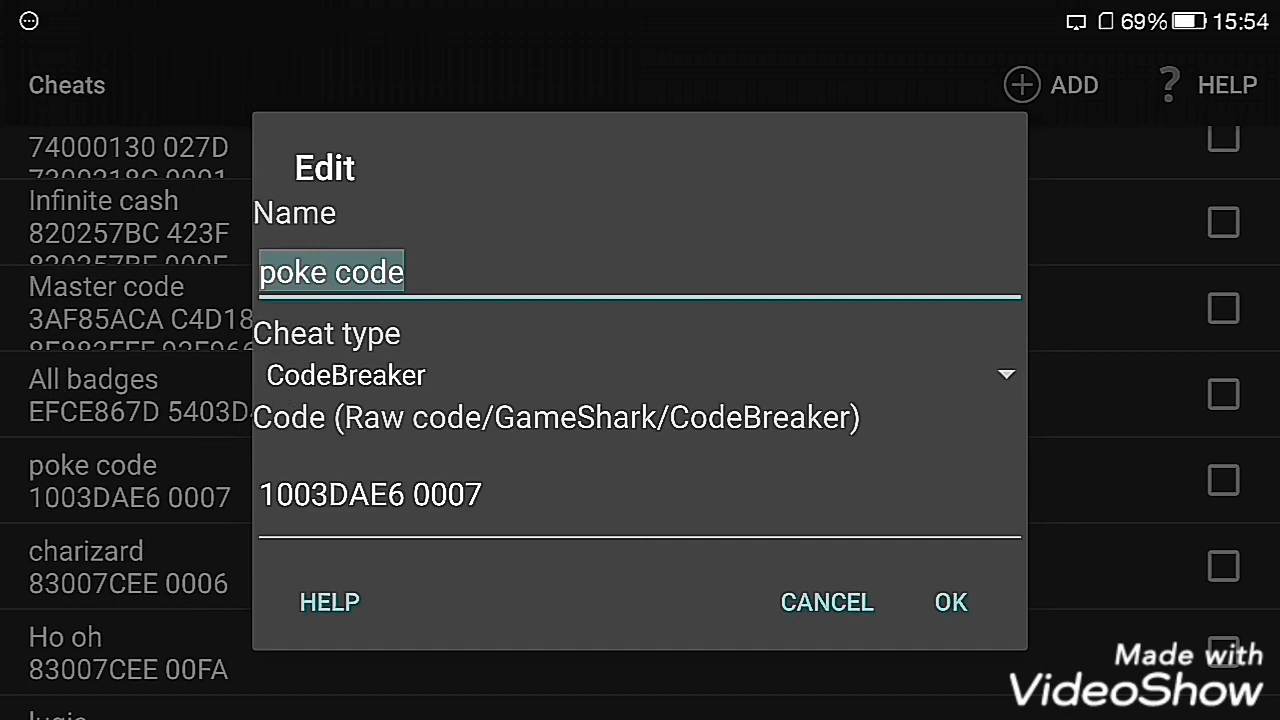 69% 15:54
Cheats
ADD
HELP
74000130 027D
Infinite cash
820257BC 423F
Master code
3AF85ACA C4D18
All badges
EFCE867D 5403D
poke code
1003DAE6 0007
charizard
83007CEE 0006
Ho oh
83007CEE 00FA
Edit
Name
poke code
Cheat type
CodeBreaker
Code (Raw code/GameShark/CodeBreaker)
1003DAE6 0007
HELP
CANCEL
OK
Made with
VideoShow